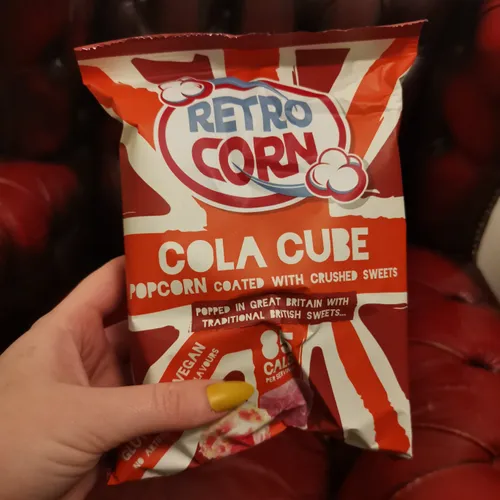 RETRO
CORN
COLA CUBE
POPCORN COATED WITH CRUSHED SWEETS
POPPED IN GREAT BRITAIN WITH
TRADITIONAL BRITISH SWEETS...
VEGAN
CAL
PER